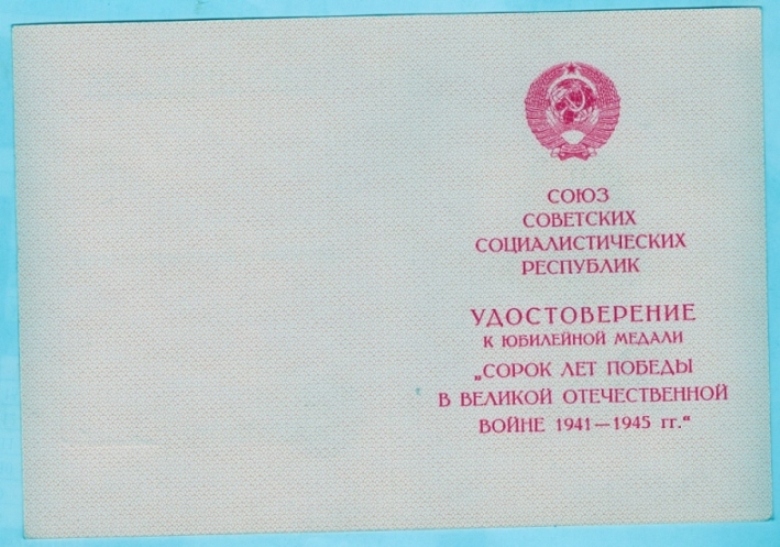 СОЮЗ
СОВЕТСКИХ
СОЦИАЛИСТИЧЕСКИХ
РЕСПУБЛИК
УДОСТОВЕРЕНИЕ
К ЮБИЛЕЙНОЙ МЕДАЛИ
„СОРОК ЛЕТ ПОБЕДЫ
В ВЕЛИКОЙ ОТЕЧЕСТВЕННОЙ
ВОЙНЕ 1941—1945 гг.“